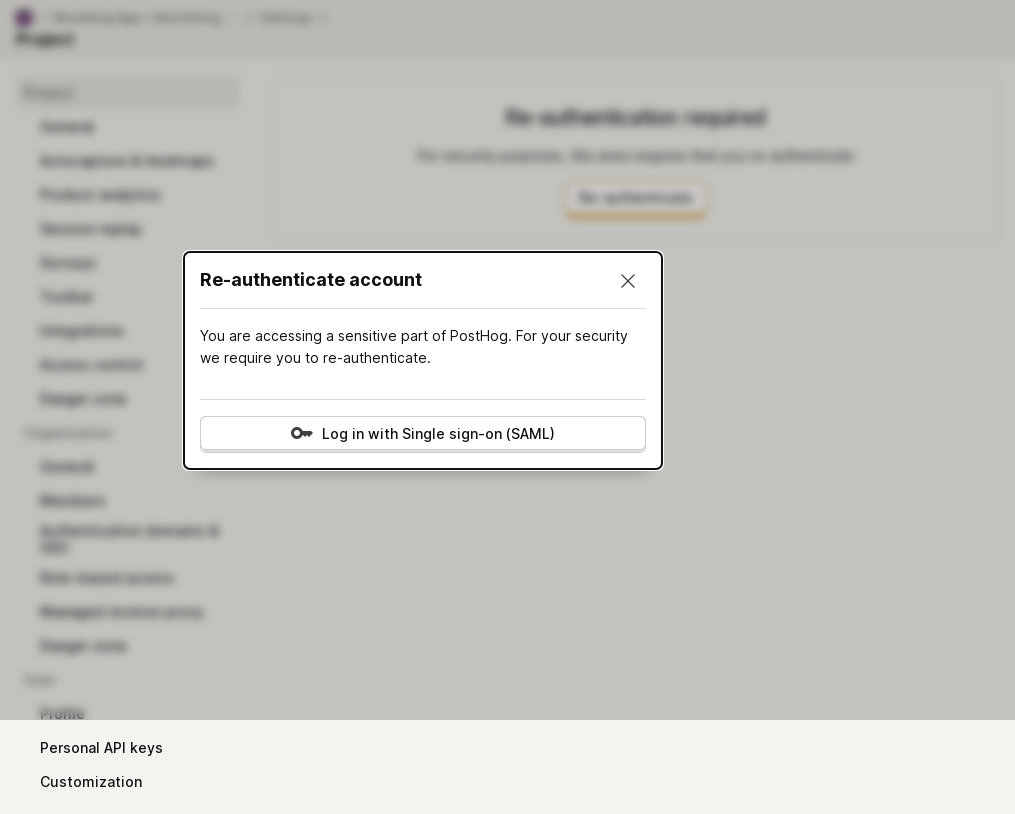 Settings
Project
Project
General
Autocapture & heatmaps
Product analytics
Session replay
Surveys
Toolbar
Integrations
Access control
Danger zone
Organization
General
Members
Authentication domains &
SSO
Role-based access
Managed reverse proxy
Danger zone
User
Profile
Personal API keys
Customization
Re-authentication required
For security purposes, this area requires that you re-authenticate
Re-authenticate
Re-authenticate account
You are accessing a sensitive part of PostHog. For your security
we require you to re-authenticate.
Log in with Single sign-on (SAML)